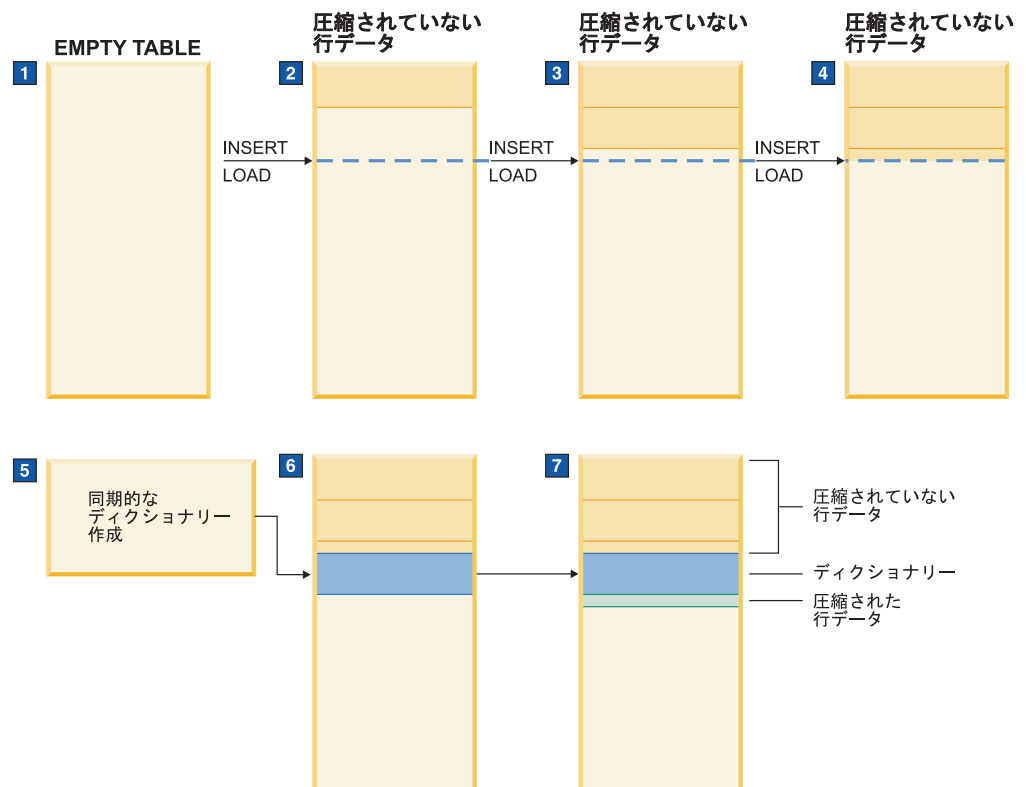 EMPTY TABLE
圧縮されていない
行データ
圧縮されていない
行データ
圧縮されていない
行データ
1
2
3
4
INSERT
LOAD
INSERT
LOAD
INSERT
LOAD
5
同期的な
ディクショナリー
作成
6
7
圧縮されていない
行データ
ディクショナリー
圧縮された
行データ